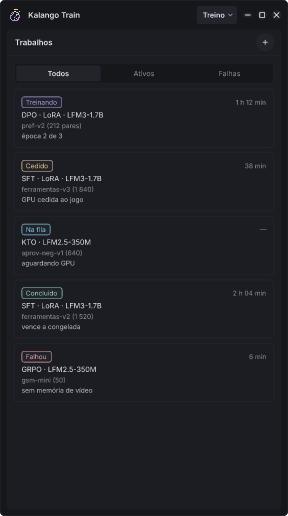 Kalango Train
Treino
Trabalhos
+
Todos
Ativos
Falhas
Treinando
1 h 12 min
DPO · LoRA · LFM3-1.7B
pref-v2 (212 pares)
época 2 de 3
Cedido
38 min
SFT · LoRA · LFM3-1.7B
ferramentas-v3 (1 840)
GPU cedida ao jogo
Na fila
—
KTO · LFM2.5-350M
aprov-neg-v1 (640)
aguardando GPU
Concluído
2 h 04 min
SFT · LoRA · LFM3-1.7B
ferramentas-v2 (1 520)
vence a congelada
Falhou
6 min
GRPO · LFM2.5-350M
gsm-mini (50)
sem memória de vídeo